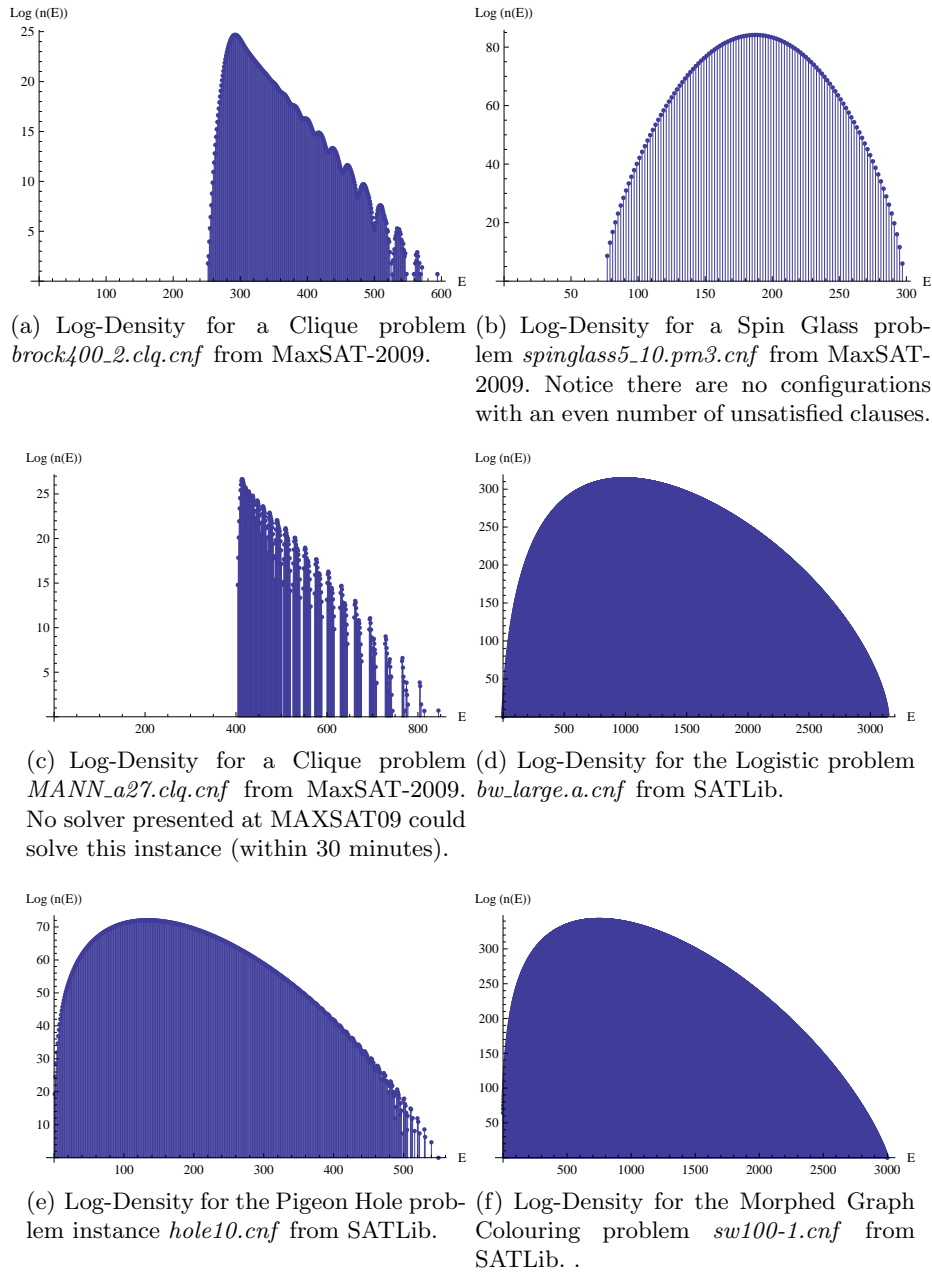 Log (n(E))
25
20
15
10
5
100 200 300 400 500 600 E
(a) Log-Density for a Clique problem
brock400_2.clq.cnf from MaxSAT-2009.
Log (n(E))
80
60
40
20
50 100 150 200 250 300 E
(b) Log-Density for a Spin Glass prob-
lem spinglass5_10.pm3.cnf from MaxSAT-
2009. Notice there are no configurations
with an even number of unsatisfied clauses.
Log (n(E))
25
20
15
10
5
200 400 600 800 E
(c) Log-Density for a Clique problem
MANN_a27.clq.cnf from MaxSAT-2009.
No solver presented at MAXSAT09 could
solve this instance (within 30 minutes).
Log (n(E))
300
250
200
150
100
50
500 1000 1500 2000 2500 3000 E
(d) Log-Density for the Logistic problem
bw_large.a.cnf from SATLib.
Log (n(E))
70
60
50
40
30
20
10
100 200 300 400 500 E
(e) Log-Density for the Pigeon Hole prob-
lem instance hole10.cnf from SATLib.
Log (n(E))
300
250
200
150
100
50
500 1000 1500 2000 2500 3000 E
(f) Log-Density for the Morphed Graph
Colouring problem sw100-1.cnf from
SATLib. .